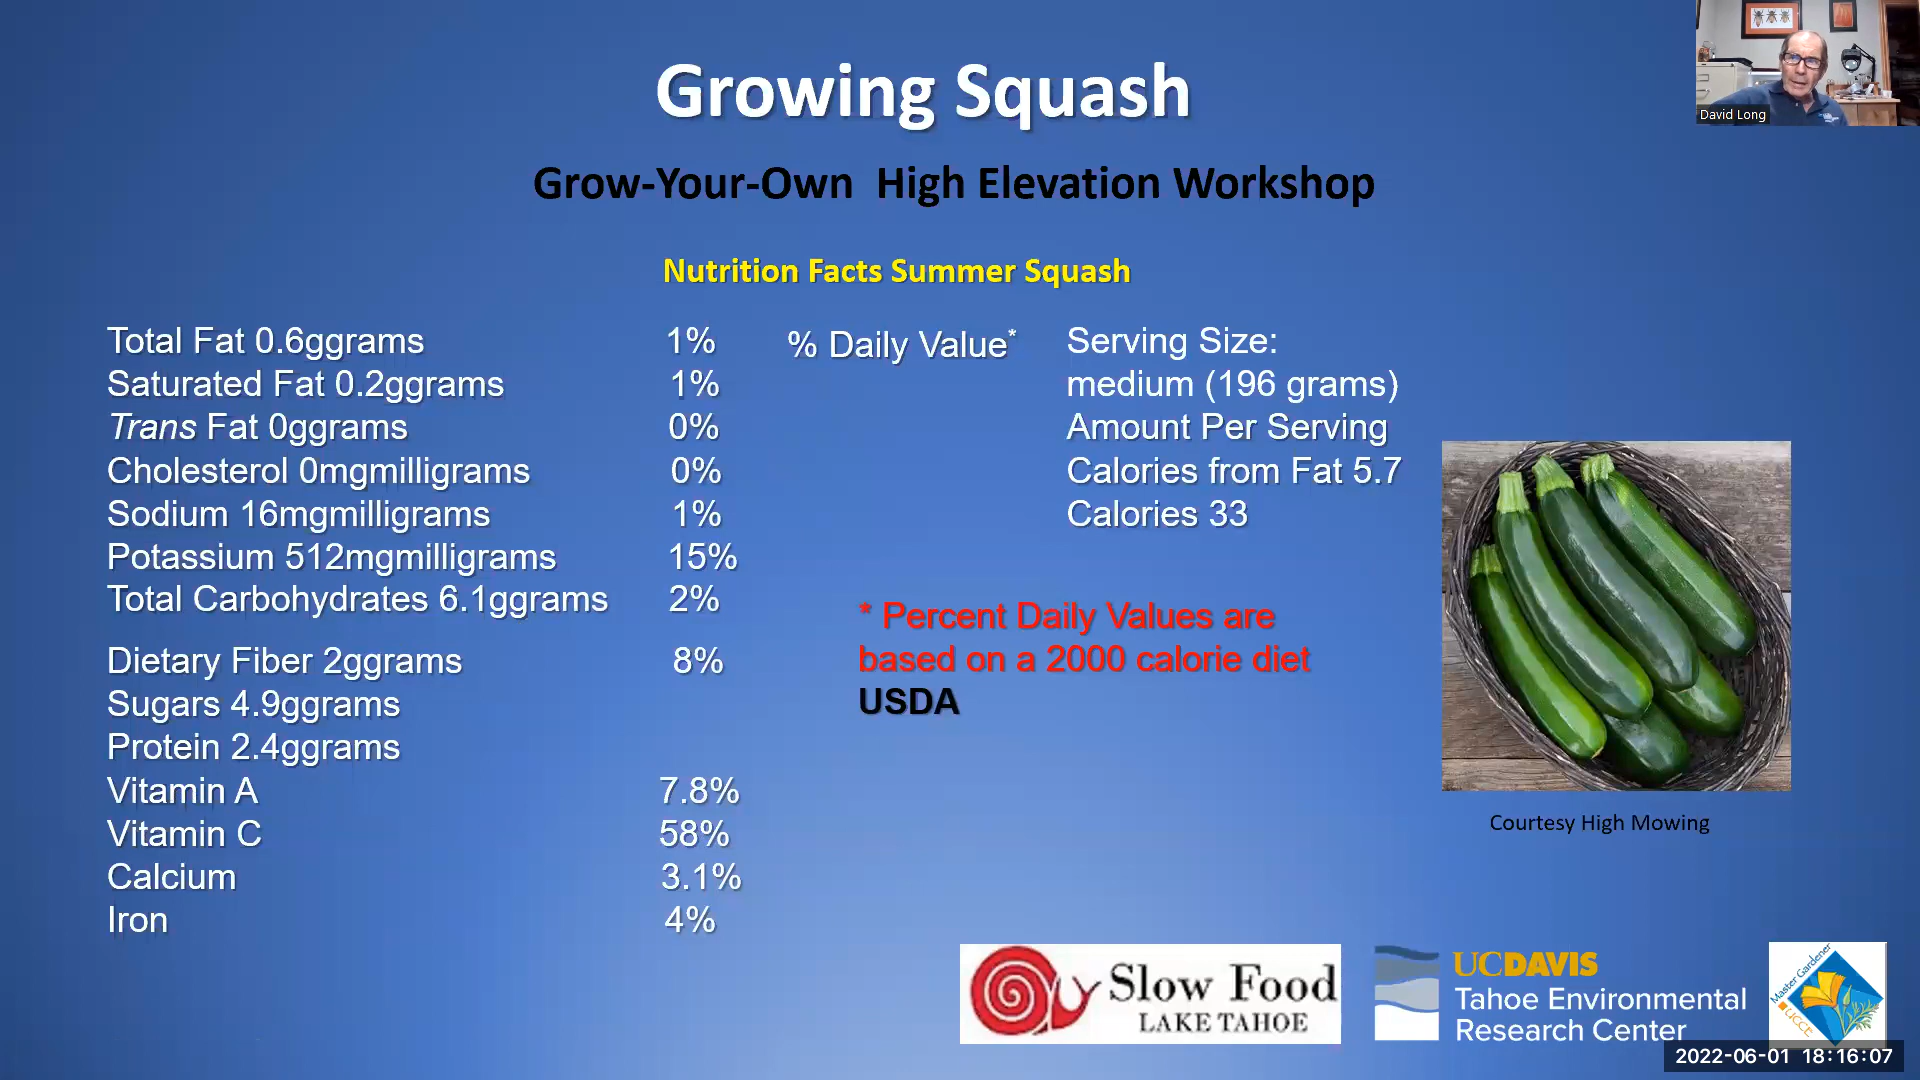 Growing Squash
David Long
Grow-Your-Own High Elevation Workshop
Nutrition Facts Summer Squash
Total Fat 0.6ggrams 1%
Saturated Fat 0.2ggrams 1%
Trans Fat 0ggrams 0%
Cholesterol 0mgmilligrams 0%
Sodium 16mgmilligrams 1%
Potassium 512mgmilligrams 15%
Total Carbohydrates 6.1ggrams 2%
Dietary Fiber 2ggrams 8%
Sugars 4.9ggrams
Protein 2.4ggrams
Vitamin A 7.8%
Vitamin C 58%
Calcium 3.1%
Iron 4%
% Daily Value*
Serving Size:
medium (196 grams)
Amount Per Serving
Calories from Fat 5.7
Calories 33
* Percent Daily Values are
based on a 2000 calorie diet
USDA
Courtesy High Mowing
Slow Food
LAKE TAHOE
UCDAVIS
Tahoe Environmental
Research Center
Master Gardener
UCCE
2022-06-01 18:16:07